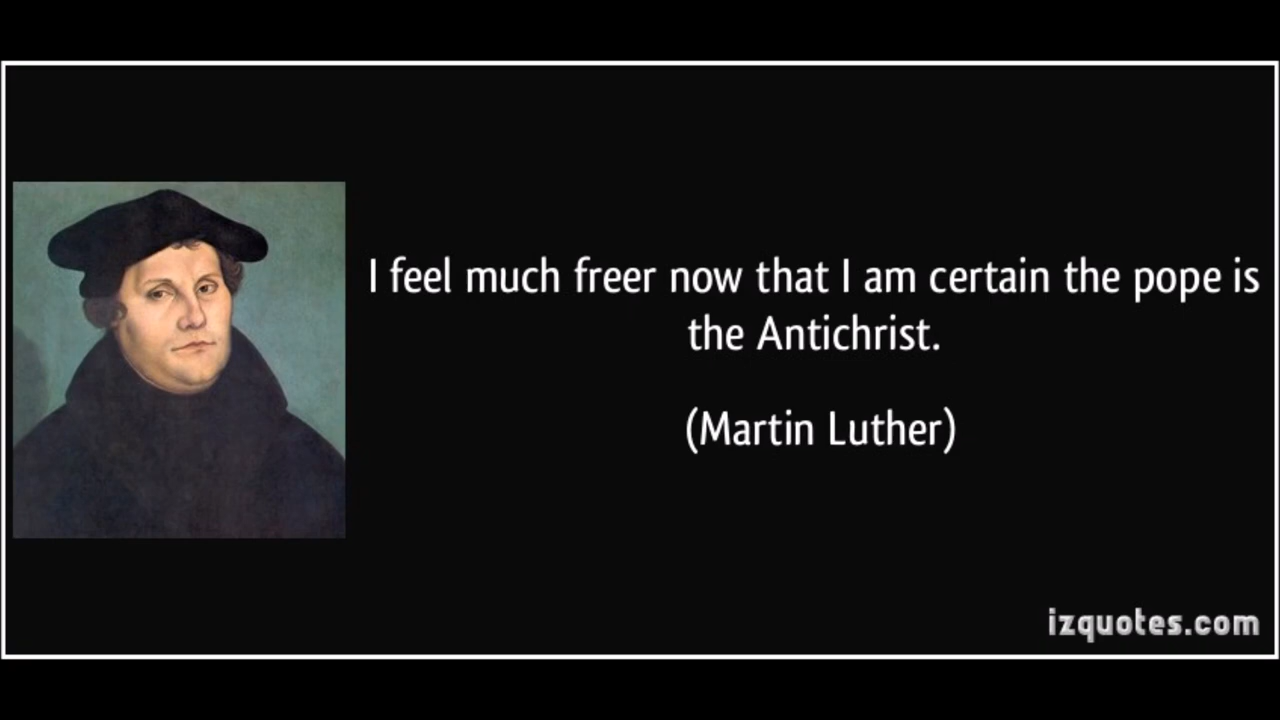 I feel much freer now that I am certain the pope is
the Antichrist.
(Martin Luther)
izquotes.com